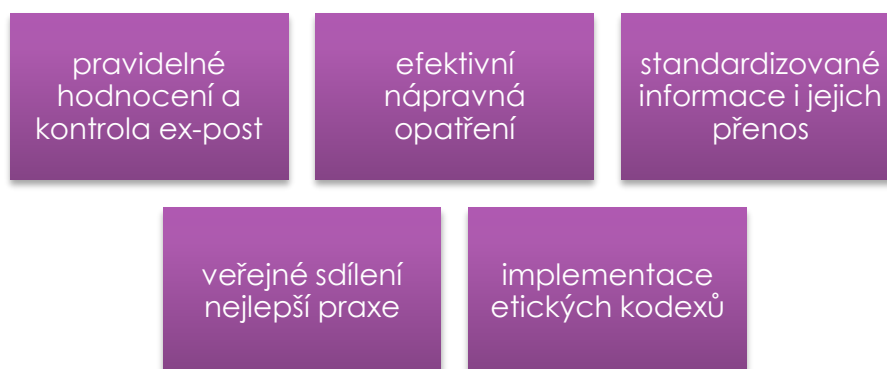 pravidelné
hodnocení a
kontrola ex-post
efektivní
nápravná
opatření
standardizované
informace i jejich
přenos
veřejné sdílení
nejlepší praxe
implementace
etických kodexů